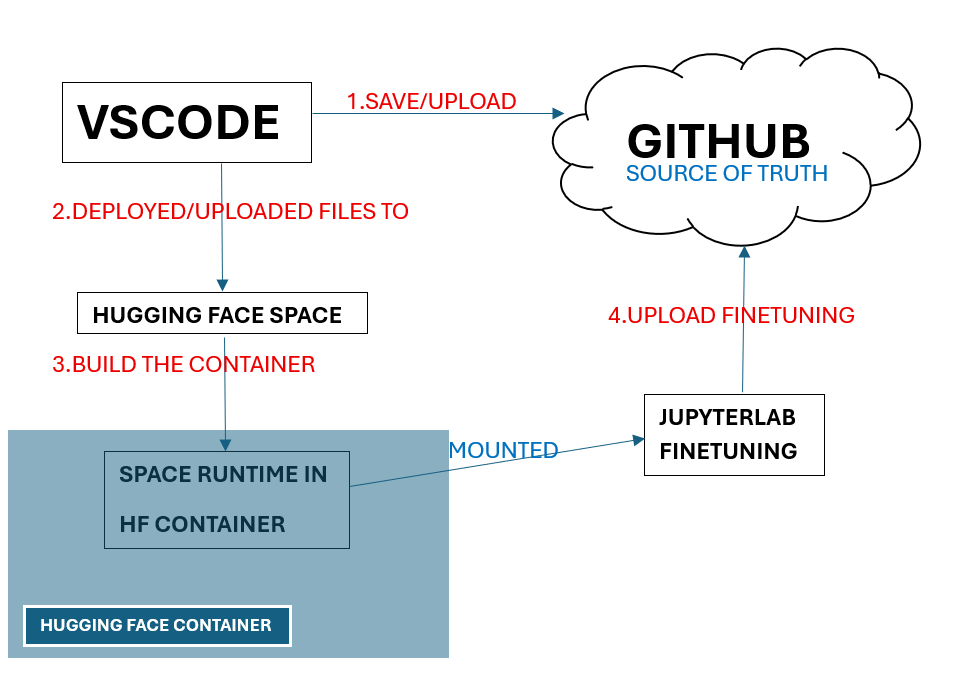 VSCODE
1.SAVE/UPLOAD
GITHUB
SOURCE OF TRUTH
2.DEPLOYED/UPLOADED FILES TO
HUGGING FACE SPACE
4.UPLOAD FINETUNING
3.BUILD THE CONTAINER
JUPYTERLAB
FINETUNING
MOUNTED
SPACE RUNTIME IN
HF CONTAINER
HUGGING FACE CONTAINER